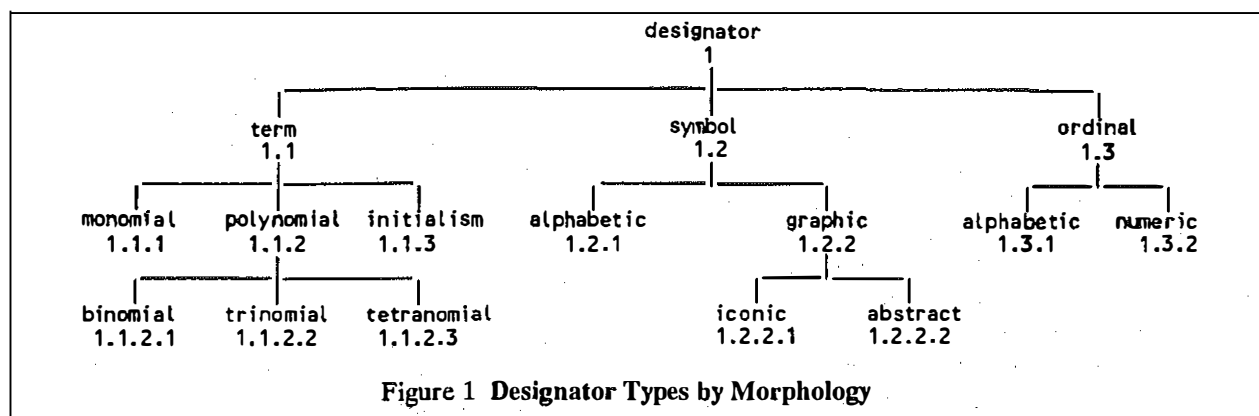 designator
1
term symbol ordinal
1.1 1.2 1.3
monomial polynomial initialism alphabetic graphic alphabetic numeric
1.1.1 1.1.2 1.1.3 1.2.1 1.2.2 1.3.1 1.3.2
binomial trinomial tetranomial iconic abstract
1.1.2.1 1.1.2.2 1.1.2.3 1.2.2.1 1.2.2.2
Figure 1 Designator Types by Morphology